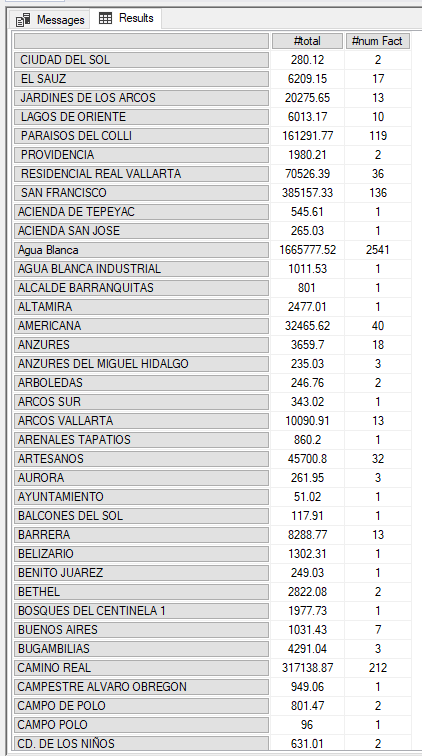 Messages Results
#total #num Fact
CIUDAD DEL SOL 280.12 2
EL SAUZ 6209.15 17
JARDINES DE LOS ARCOS 20275.65 13
LAGOS DE ORIENTE 6013.17 10
PARAISOS DEL COLLI 161291.77 119
PROVIDENCIA 1980.21 2
RESIDENCIAL REAL VALLARTA 70526.39 36
SAN FRANCISCO 385157.33 136
ACIENDA DE TEPEYAC 545.61 1
ACIENDA SAN JOSE 265.03 1
Agua Blanca 1665777.52 2541
AGUA BLANCA INDUSTRIAL 1011.53 1
ALCALDE BARRANQUITAS 801 1
ALTAMIRA 2477.01 1
AMERICANA 32465.62 40
ANZURES 3659.7 18
ANZURES DEL MIGUEL HIDALGO 235.03 3
ARBOLEDAS 246.76 2
ARCOS SUR 343.02 1
ARCOS VALLARTA 10090.91 13
ARENALES TAPATIOS 860.2 1
ARTESANOS 45700.8 32
AURORA 261.95 3
AYUNTAMIENTO 51.02 1
BALCONES DEL SOL 117.91 1
BARRERA 8288.77 13
BELIZARIO 1302.31 1
BENITO JUAREZ 249.03 1
BETHEL 2822.08 2
BOSQUES DEL CENTINELA 1 1977.73 1
BUENOS AIRES 1031.43 7
BUGAMBILIAS 4291.04 3
CAMINO REAL 317138.87 212
CAMPESTRE ALVARO OBREGON 949.06 1
CAMPO DE POLO 801.47 2
CAMPO POLO 96 1
CD. DE LOS NIÑOS 631.01 2